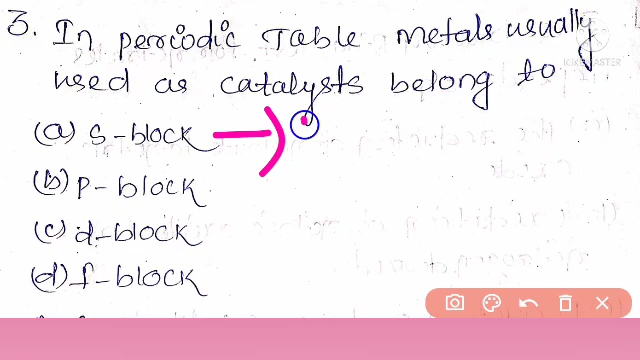 3. In periodic Table metals usually
used as catalysts belong to
(a) s-block
(b) p-block
(c) d-block
(d) f-block